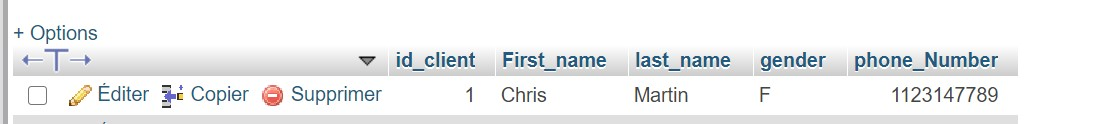 + Options
←T→ id_client First_name last_name gender phone_Number
Éditer Copier Supprimer 1 Chris Martin F 1123147789